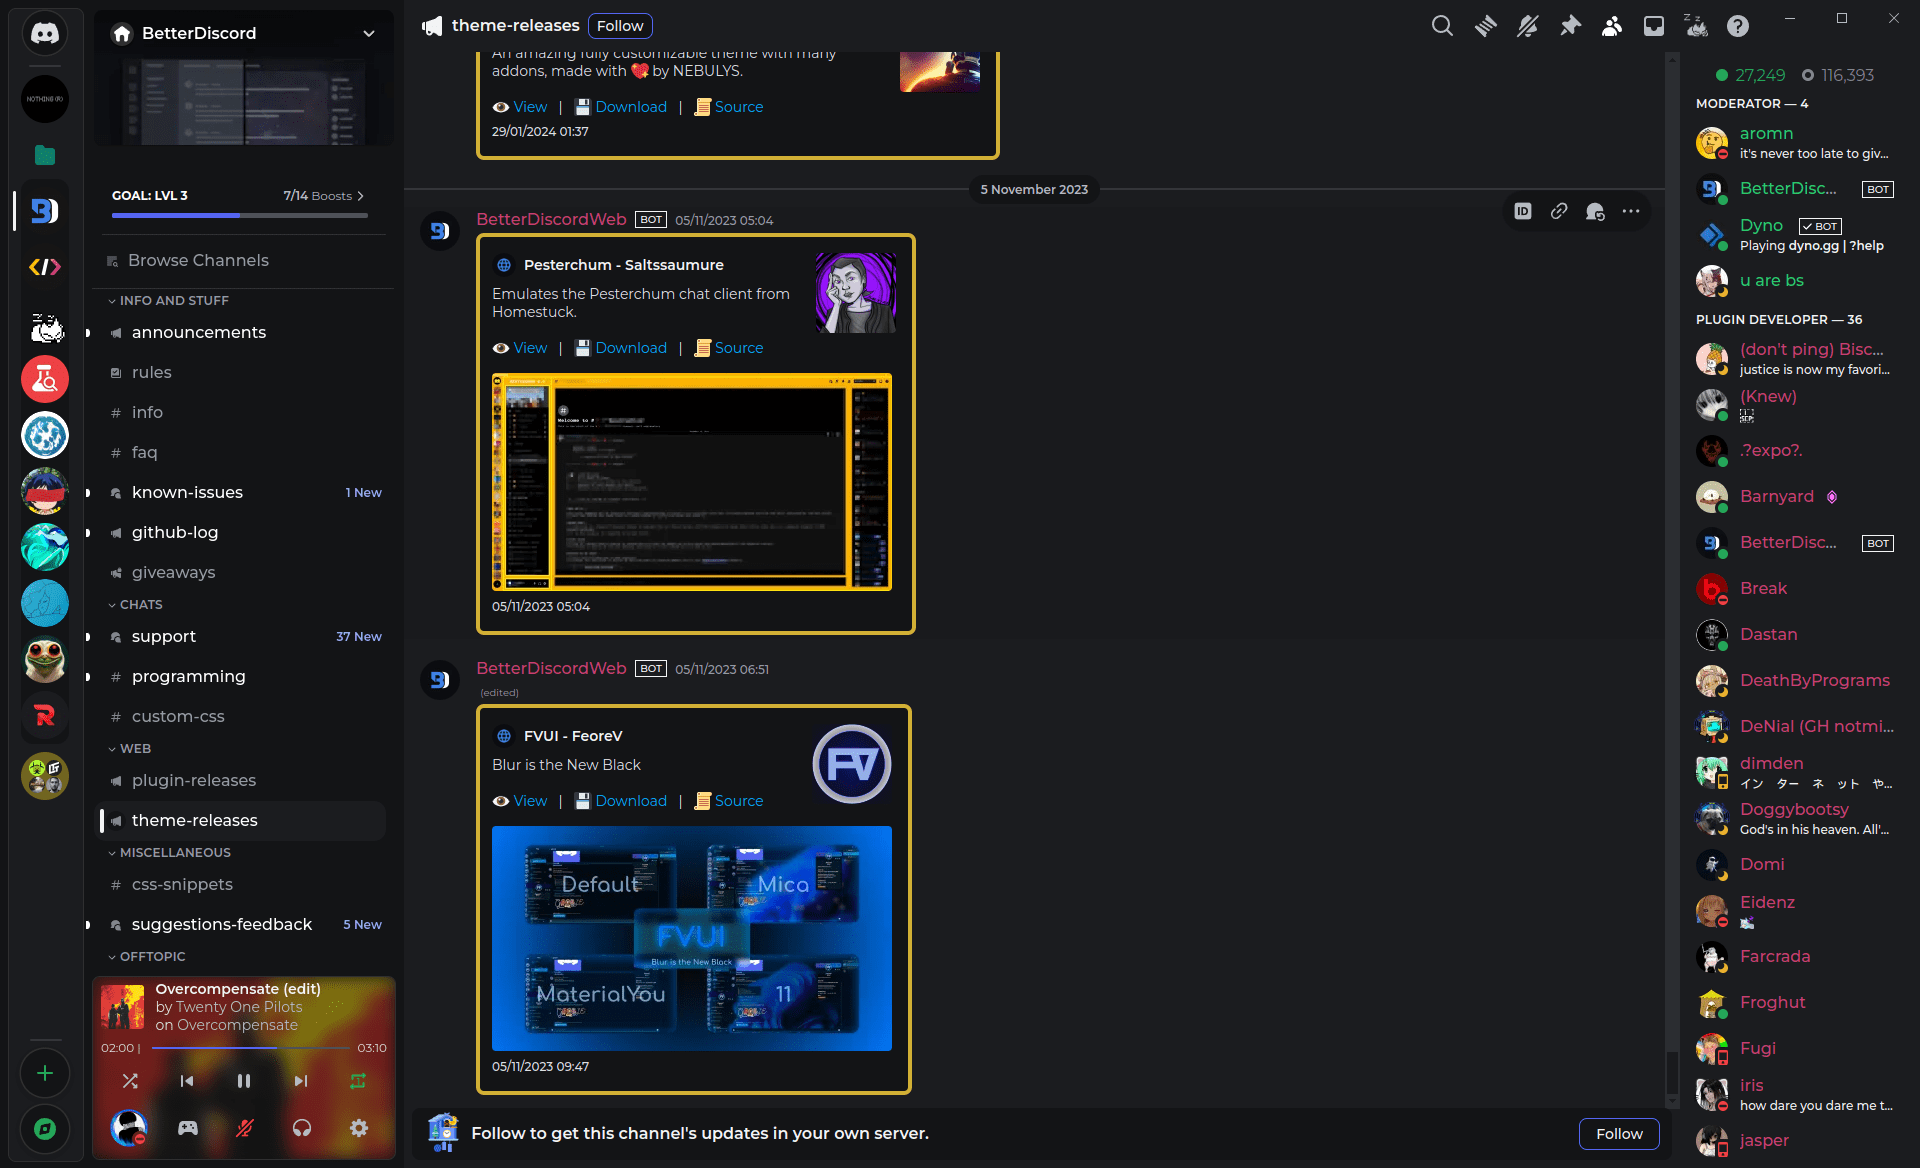 NOTHING (R)
BetterDiscord
GOAL: LVL 3
7/14 Boosts
Browse Channels
INFO AND STUFF
announcements
rules
info
faq
known-issues
1 New
github-log
giveaways
CHATS
support
37 New
programming
custom-css
WEB
plugin-releases
theme-releases
MISCELLANEOUS
css-snippets
suggestions-feedback
5 New
OFFTOPIC
Overcompensate (edit)
by Twenty One Pilots
on Overcompensate
02:00 |
03:10
theme-releases
Follow
An amazing fully customizable theme with many
addons, made with 💖 by NEBULYS.
View | Download | Source
29/01/2024 01:37
5 November 2023
ID
BetterDiscordWeb BOT 05/11/2023 05:04
Pesterchum - Saltssaumure
Emulates the Pesterchum chat client from
Homestuck.
View | Download | Source
Welcome to #
05/11/2023 05:04
BetterDiscordWeb BOT 05/11/2023 06:51
(edited)
FVUI - FeoreV
Blur is the New Black
FV
View | Download | Source
Default
Mica
FVUI
Blur is the New Black
MaterialYou
11
05/11/2023 09:47
Follow to get this channel's updates in your own server.
Follow
27,249
116,393
MODERATOR — 4
aromn
it's never too late to giv...
BetterDisc...
BOT
Dyno
✓ BOT
Playing dyno.gg | ?help
u are bs
PLUGIN DEVELOPER — 36
(don't ping) Bisc...
justice is now my favori...
(Knew)
.?expo?.
Barnyard
BetterDisc...
BOT
Break
Dastan
DeathByPrograms
DeNial (GH notmi...
dimden
イン ター ネ ット や...
Doggybootsy
God's in his heaven. All'...
Domi
Eidenz
Farcrada
Froghut
Fugi
iris
how dare you dare me t...
jasper